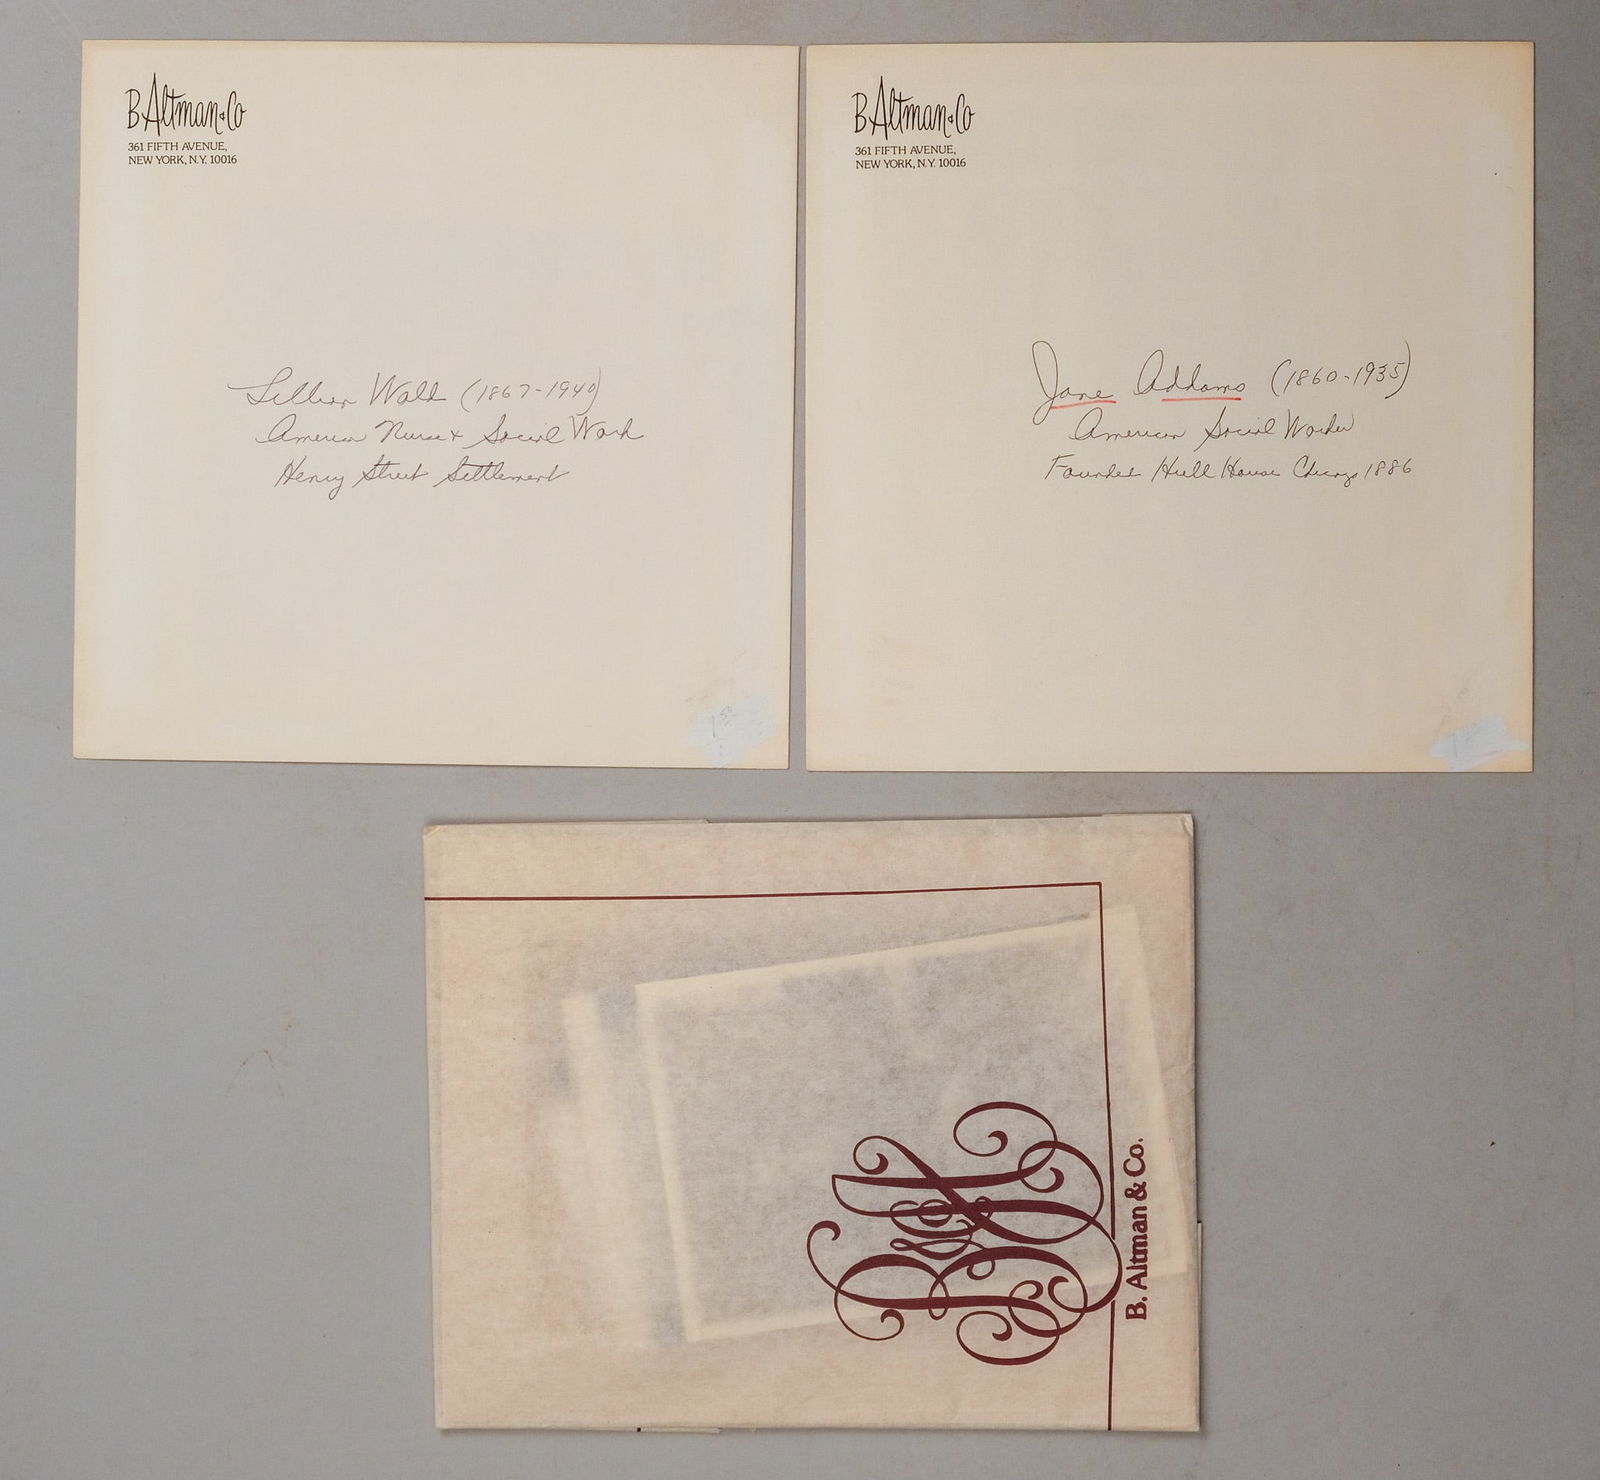 B Altman & Co
361 FIFTH AVENUE,
NEW YORK, N.Y. 10016
Lillian Wald (1867-1940)
American Nurse & Social Work
Henry Street Settlement
B Altman & Co
361 FIFTH AVENUE,
NEW YORK, N.Y. 10016
Jane Addams (1860-1935)
American Social Worker
Founded Hull House Chicago 1886
B. Altman & Co.